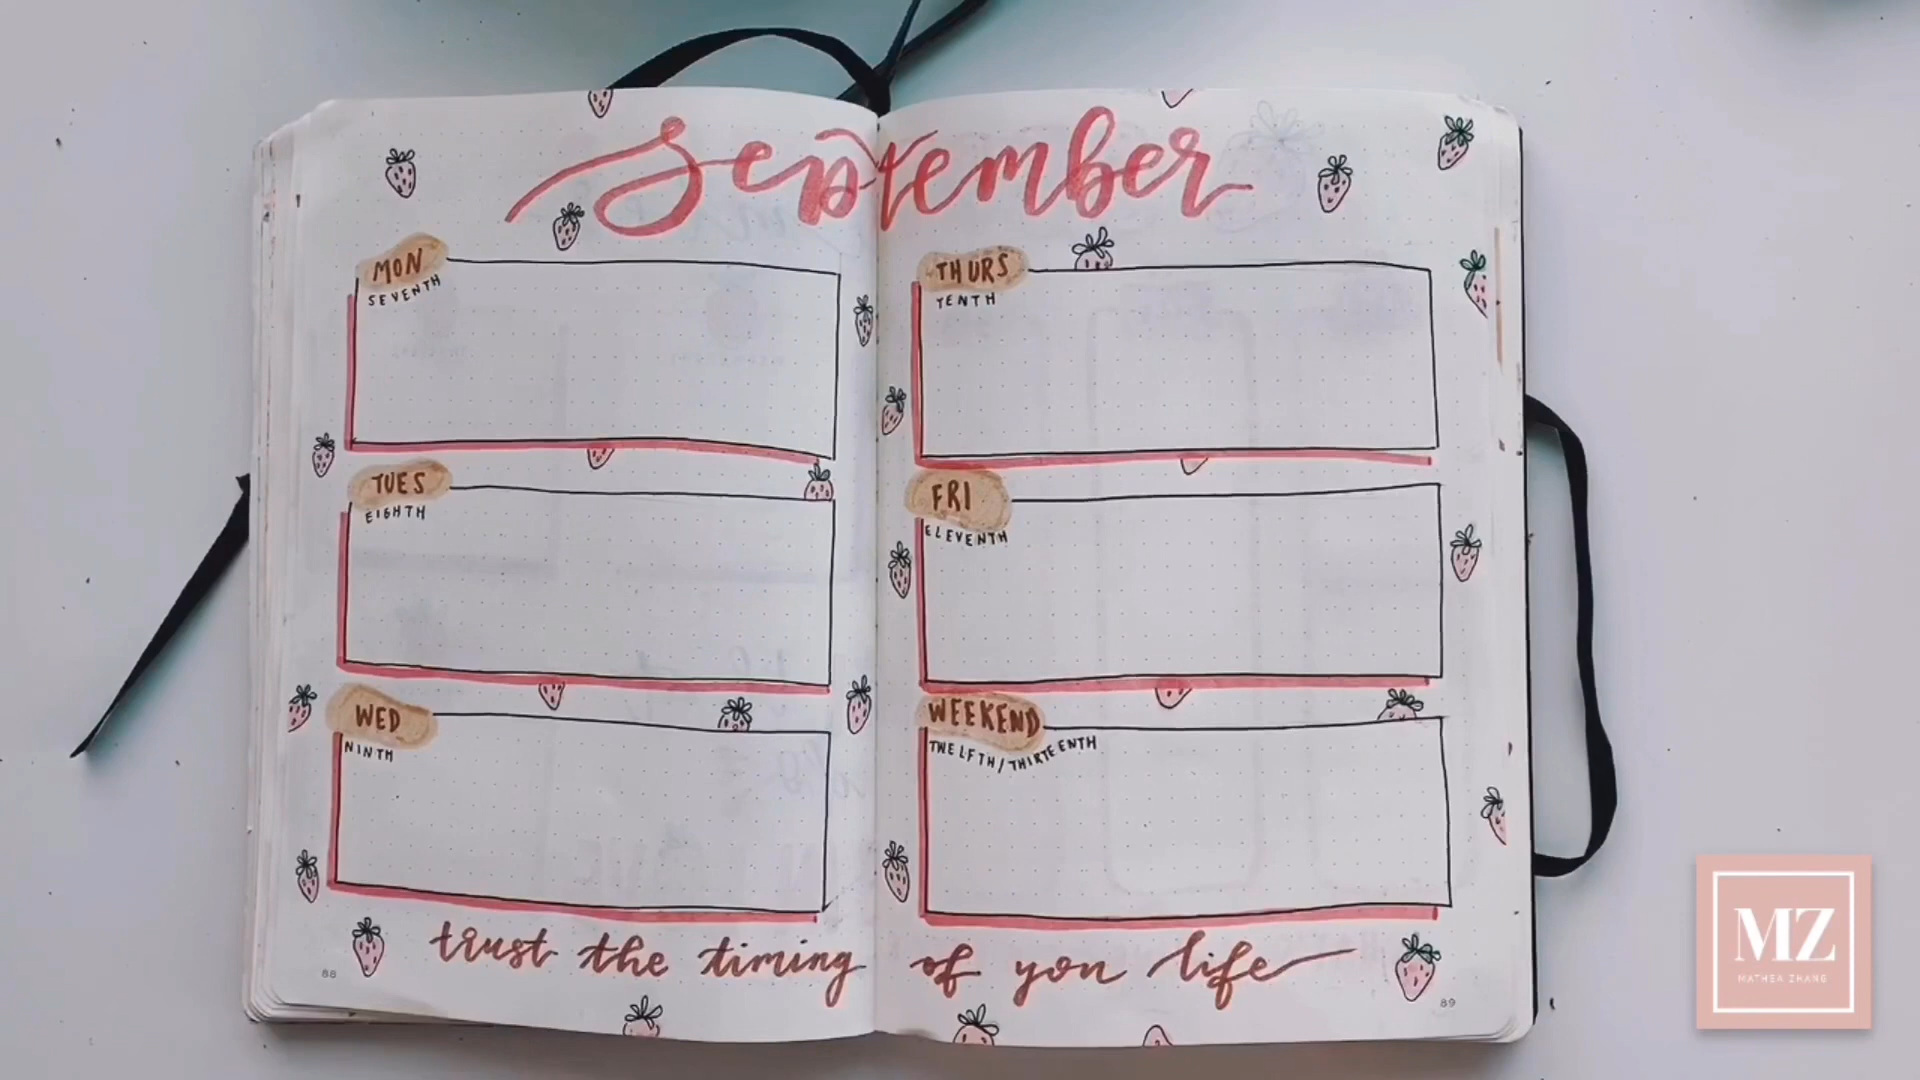 September
MON
SEVENTH
TUES
EIGHTH
WED
NINTH
THURS
TENTH
FRI
ELEVENTH
WEEKEND
TWELFTH/THIRTEENTH
trust the timing of you life
88
89
MZ
MATHEA ZHANG